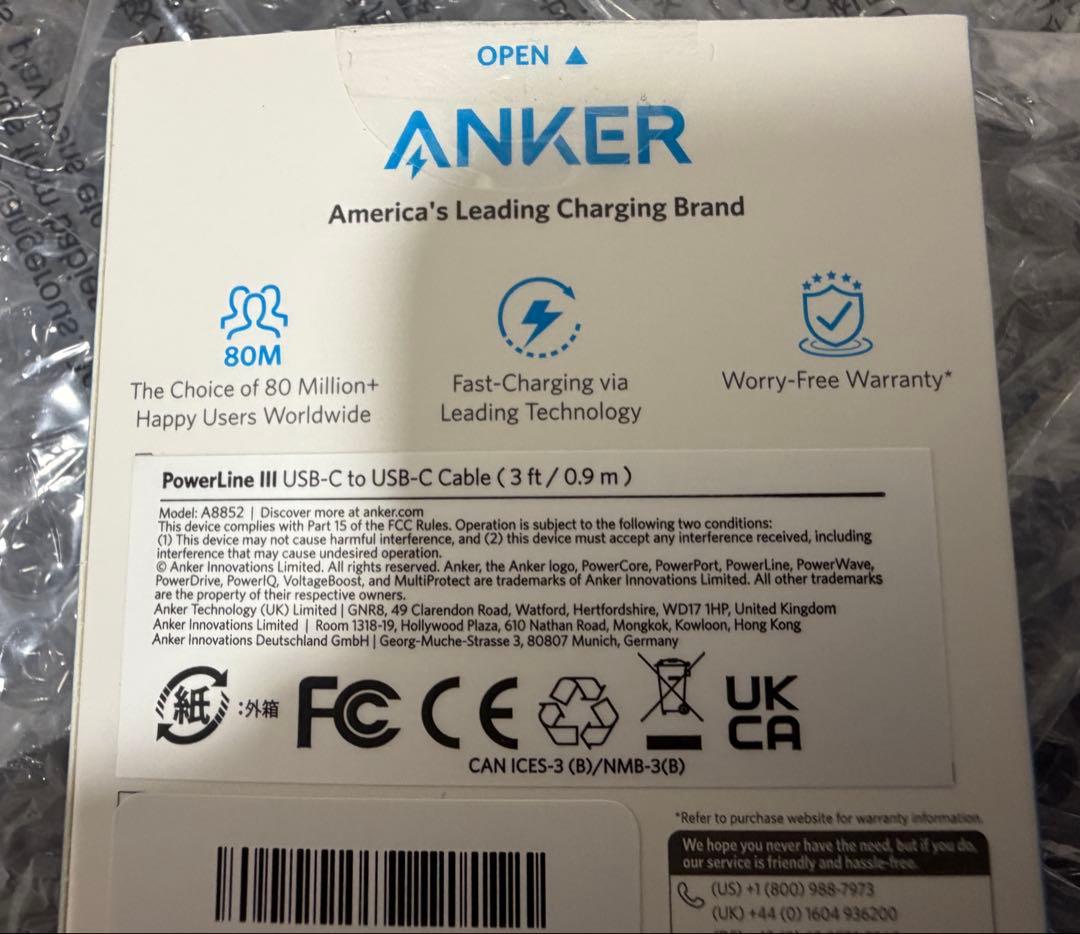 OPEN ▲
ANKER
America's Leading Charging Brand
80M
The Choice of 80 Million+
Happy Users Worldwide
Fast-Charging via
Leading Technology
Worry-Free Warranty*
PowerLine III USB-C to USB-C Cable ( 3 ft / 0.9 m )
Model: A8852 | Discover more at anker.com
This device complies with Part 15 of the FCC Rules. Operation is subject to the following two conditions:
(1) This device may not cause harmful interference, and (2) this device must accept any interference received, including
interference that may cause undesired operation.
© Anker Innovations Limited. All rights reserved. Anker, the Anker logo, PowerCore, PowerPort, PowerLine, PowerWave,
PowerDrive, PowerIQ, VoltageBoost, and MultiProtect are trademarks of Anker Innovations Limited. All other trademarks
are the property of their respective owners.
Anker Technology (UK) Limited | GNR8, 49 Clarendon Road, Watford, Hertfordshire, WD17 1HP, United Kingdom
Anker Innovations Limited | Room 1318-19, Hollywood Plaza, 610 Nathan Road, Mongkok, Kowloon, Hong Kong
Anker Innovations Deutschland GmbH | Georg-Muche-Strasse 3, 80807 Munich, Germany
紙 :外箱
FC CE
UK
CA
CAN ICES-3 (B)/NMB-3(B)
*Refer to purchase website for warranty information.
We hope you never have the need, but if you do,
our service is friendly and hassle-free.
(US) +1 (800) 988-7973
(UK) +44 (0) 1604 936200